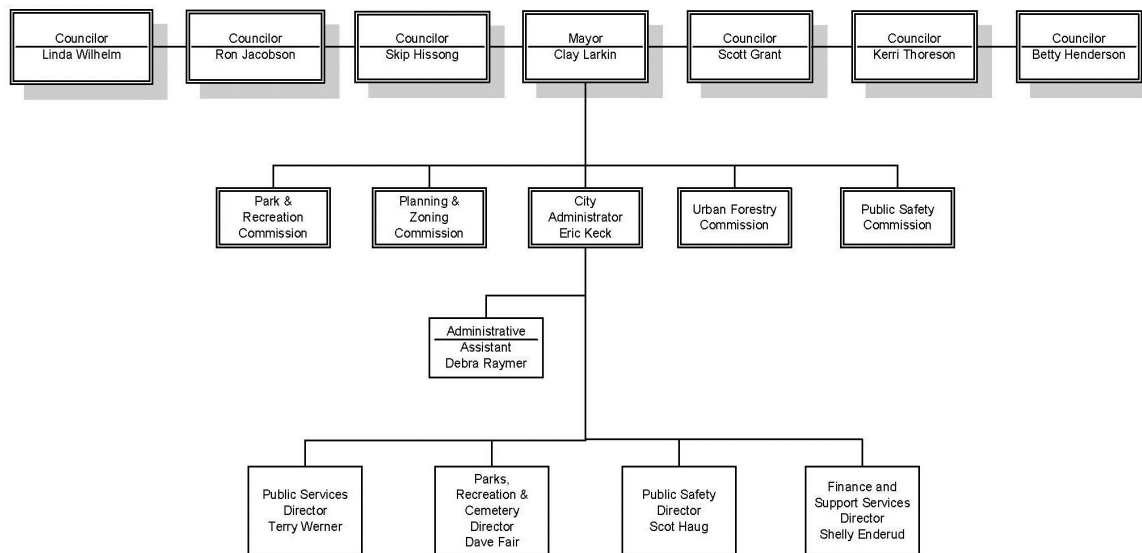 Councilor
Linda Wilhelm
Councilor
Ron Jacobson
Councilor
Skip Hissong
Mayor
Clay Larkin
Councilor
Scott Grant
Councilor
Kerri Thoreson
Councilor
Betty Henderson
Park &
Recreation
Commission
Planning &
Zoning
Commission
City
Administrator
Eric Keck
Urban Forestry
Commission
Public Safety
Commission
Administrative
Assistant
Debra Raymer
Public Services
Director
Terry Werner
Parks,
Recreation &
Cemetery
Director
Dave Fair
Public Safety
Director
Scot Haug
Finance and
Support Services
Director
Shelly Enderud